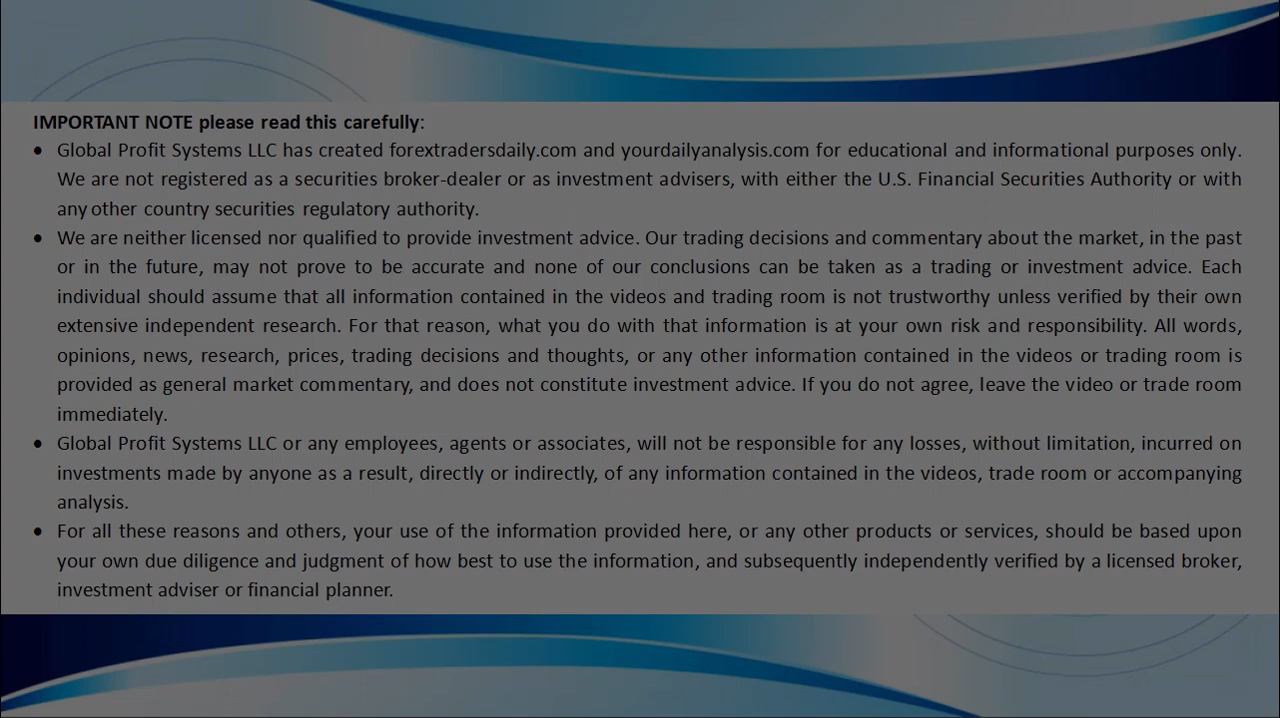 IMPORTANT NOTE please read this carefully:
• Global Profit Systems LLC has created forextradersdaily.com and yourdailyanalysis.com for educational and informational purposes only.
We are not registered as a securities broker-dealer or as investment advisers, with either the U.S. Financial Securities Authority or with
any other country securities regulatory authority.
• We are neither licensed nor qualified to provide investment advice. Our trading decisions and commentary about the market, in the past
or in the future, may not prove to be accurate and none of our conclusions can be taken as a trading or investment advice. Each
individual should assume that all information contained in the videos and trading room is not trustworthy unless verified by their own
extensive independent research. For that reason, what you do with that information is at your own risk and responsibility. All words,
opinions, news, research, prices, trading decisions and thoughts, or any other information contained in the videos or trading room is
provided as general market commentary, and does not constitute investment advice. If you do not agree, leave the video or trade room
immediately.
• Global Profit Systems LLC or any employees, agents or associates, will not be responsible for any losses, without limitation, incurred on
investments made by anyone as a result, directly or indirectly, of any information contained in the videos, trade room or accompanying
analysis.
• For all these reasons and others, your use of the information provided here, or any other products or services, should be based upon
your own due diligence and judgment of how best to use the information, and subsequently independently verified by a licensed broker,
investment adviser or financial planner.